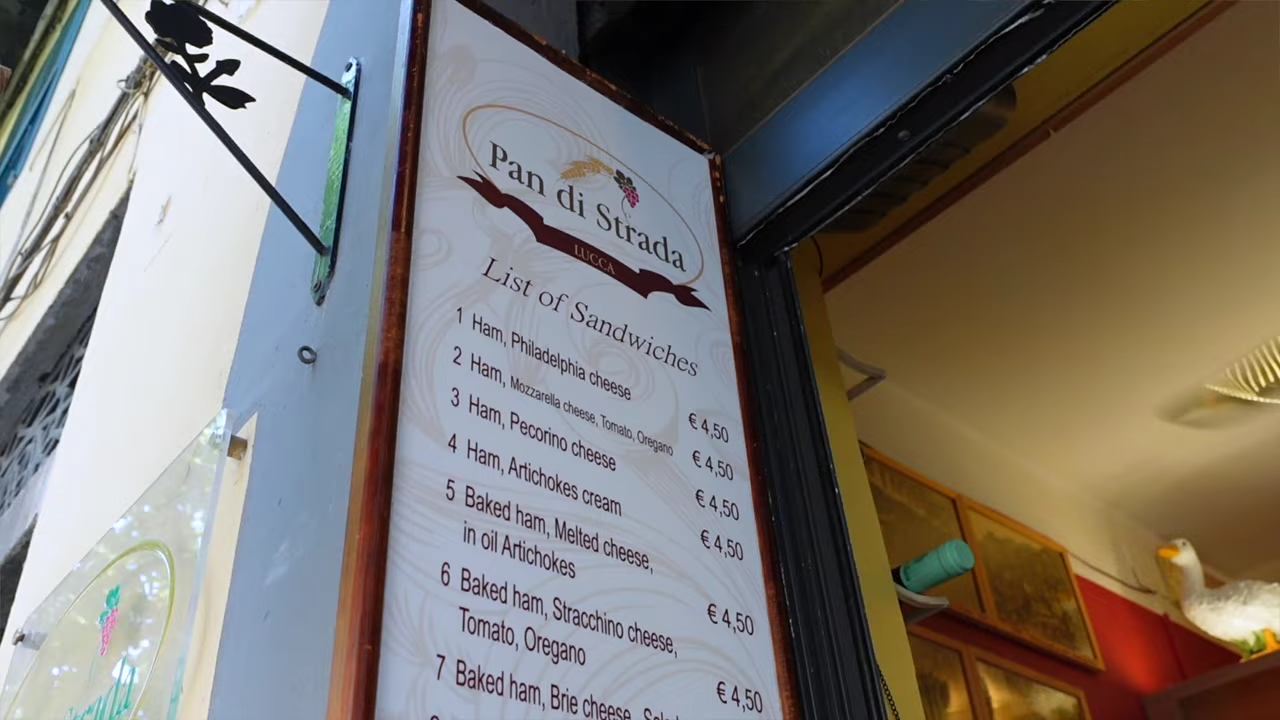 Pan di Strada
LUCCA
List of Sandwiches
1 Ham, Philadelphia cheese € 4,50
2 Ham, Mozzarella cheese, Tomato, Oregano € 4,50
3 Ham, Pecorino cheese € 4,50
4 Ham, Artichokes cream € 4,50
5 Baked ham, Melted cheese,
in oil Artichokes € 4,50
6 Baked ham, Stracchino cheese,
Tomato, Oregano € 4,50
7 Baked ham, Brie cheese,